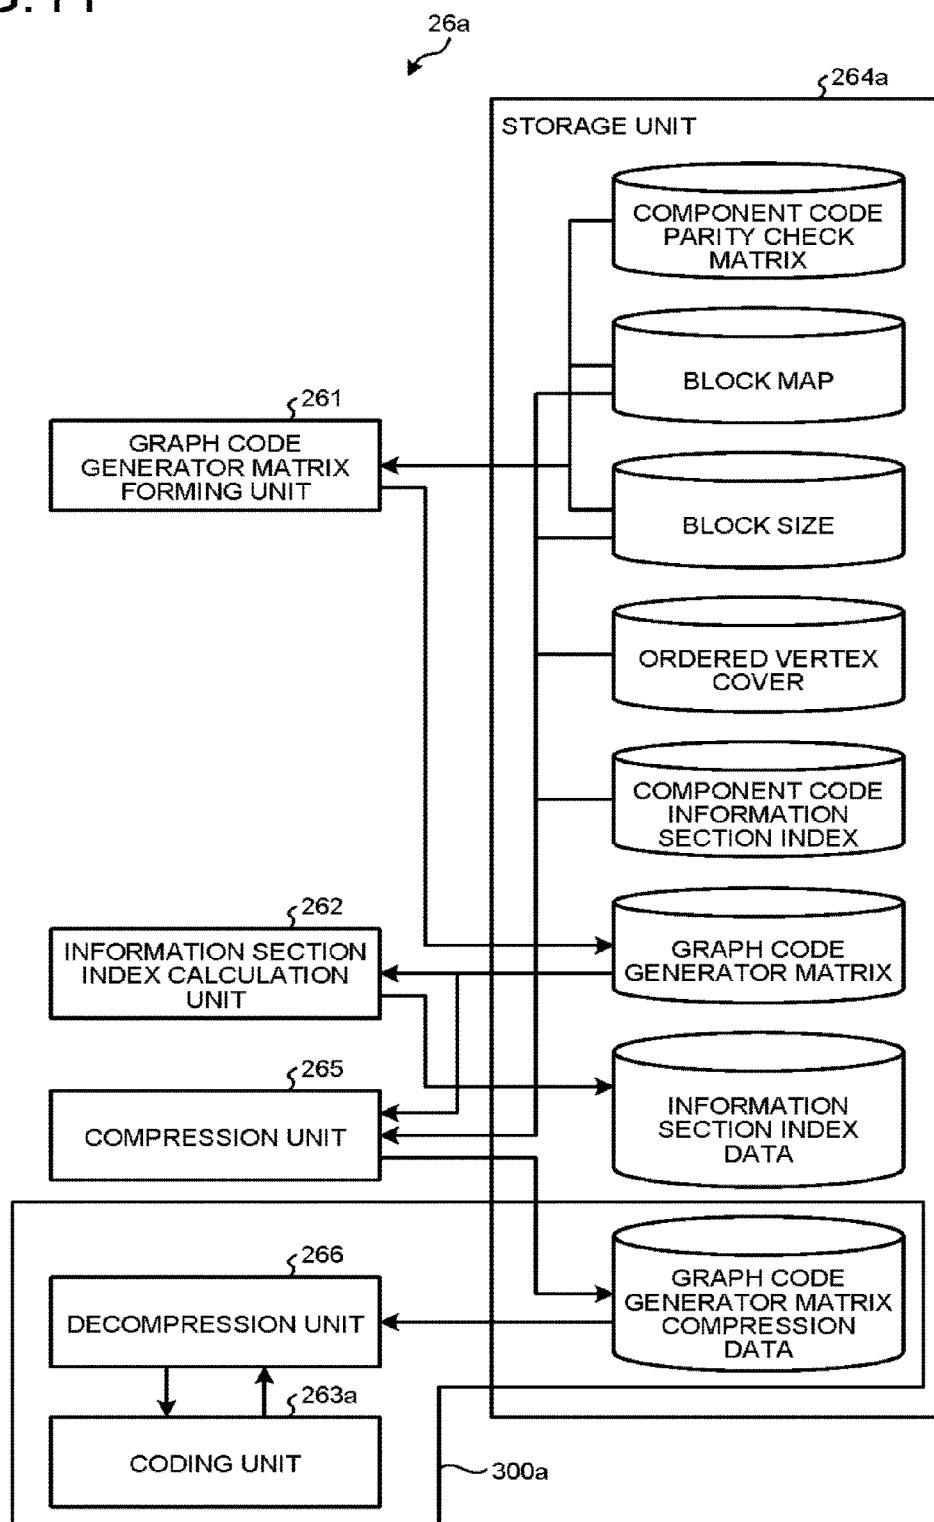 26a
264a
STORAGE UNIT
COMPONENT CODE
PARITY CHECK
MATRIX
BLOCK MAP
261
GRAPH CODE
GENERATOR MATRIX
FORMING UNIT
BLOCK SIZE
ORDERED VERTEX
COVER
COMPONENT CODE
INFORMATION
SECTION INDEX
262
INFORMATION SECTION
INDEX CALCULATION
UNIT
GRAPH CODE
GENERATOR MATRIX
265
COMPRESSION UNIT
INFORMATION
SECTION INDEX
DATA
266
DECOMPRESSION UNIT
GRAPH CODE
GENERATOR MATRIX
COMPRESSION
DATA
263a
CODING UNIT
300a